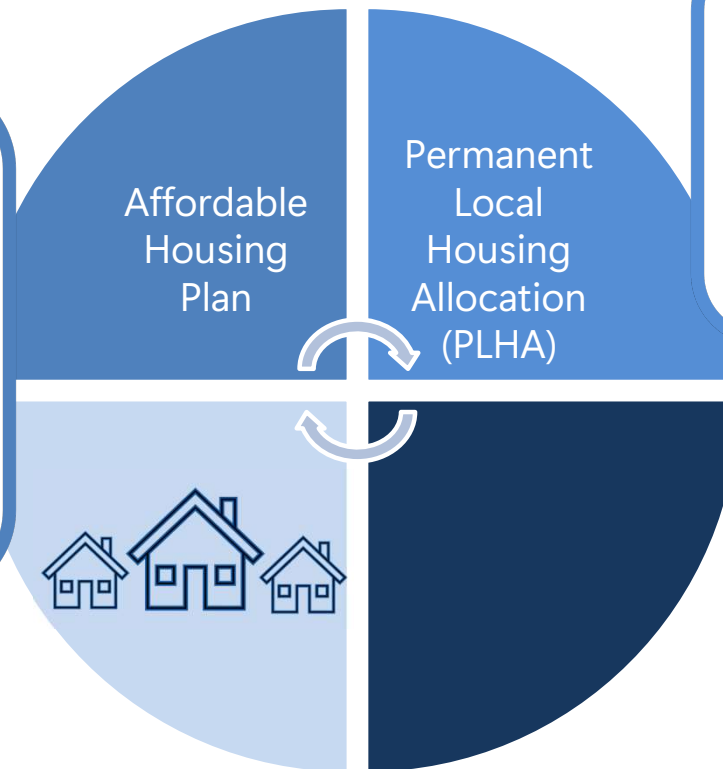 Affordable
Housing
Plan
Permanent
Local
Housing
Allocation
(PLHA)